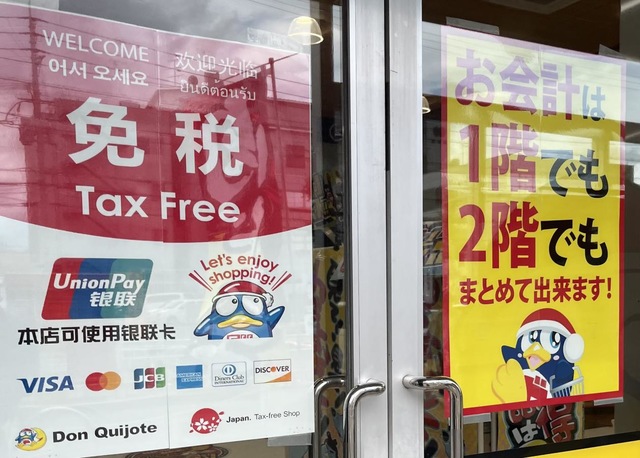 WELCOME
欢迎光临
어서 오세요
ยินดีต้อนรับ
免税
Tax Free
UnionPay
银联
Let's enjoy
shopping!
本店可使用银联卡
VISA
mastercard
JCB
AMERICAN EXPRESS
Diners Club
INTERNATIONAL
DISCOVER
Don Quijote
Japan. Tax-free Shop
お会計は
1階でも
2階でも
まとめて出来ます!